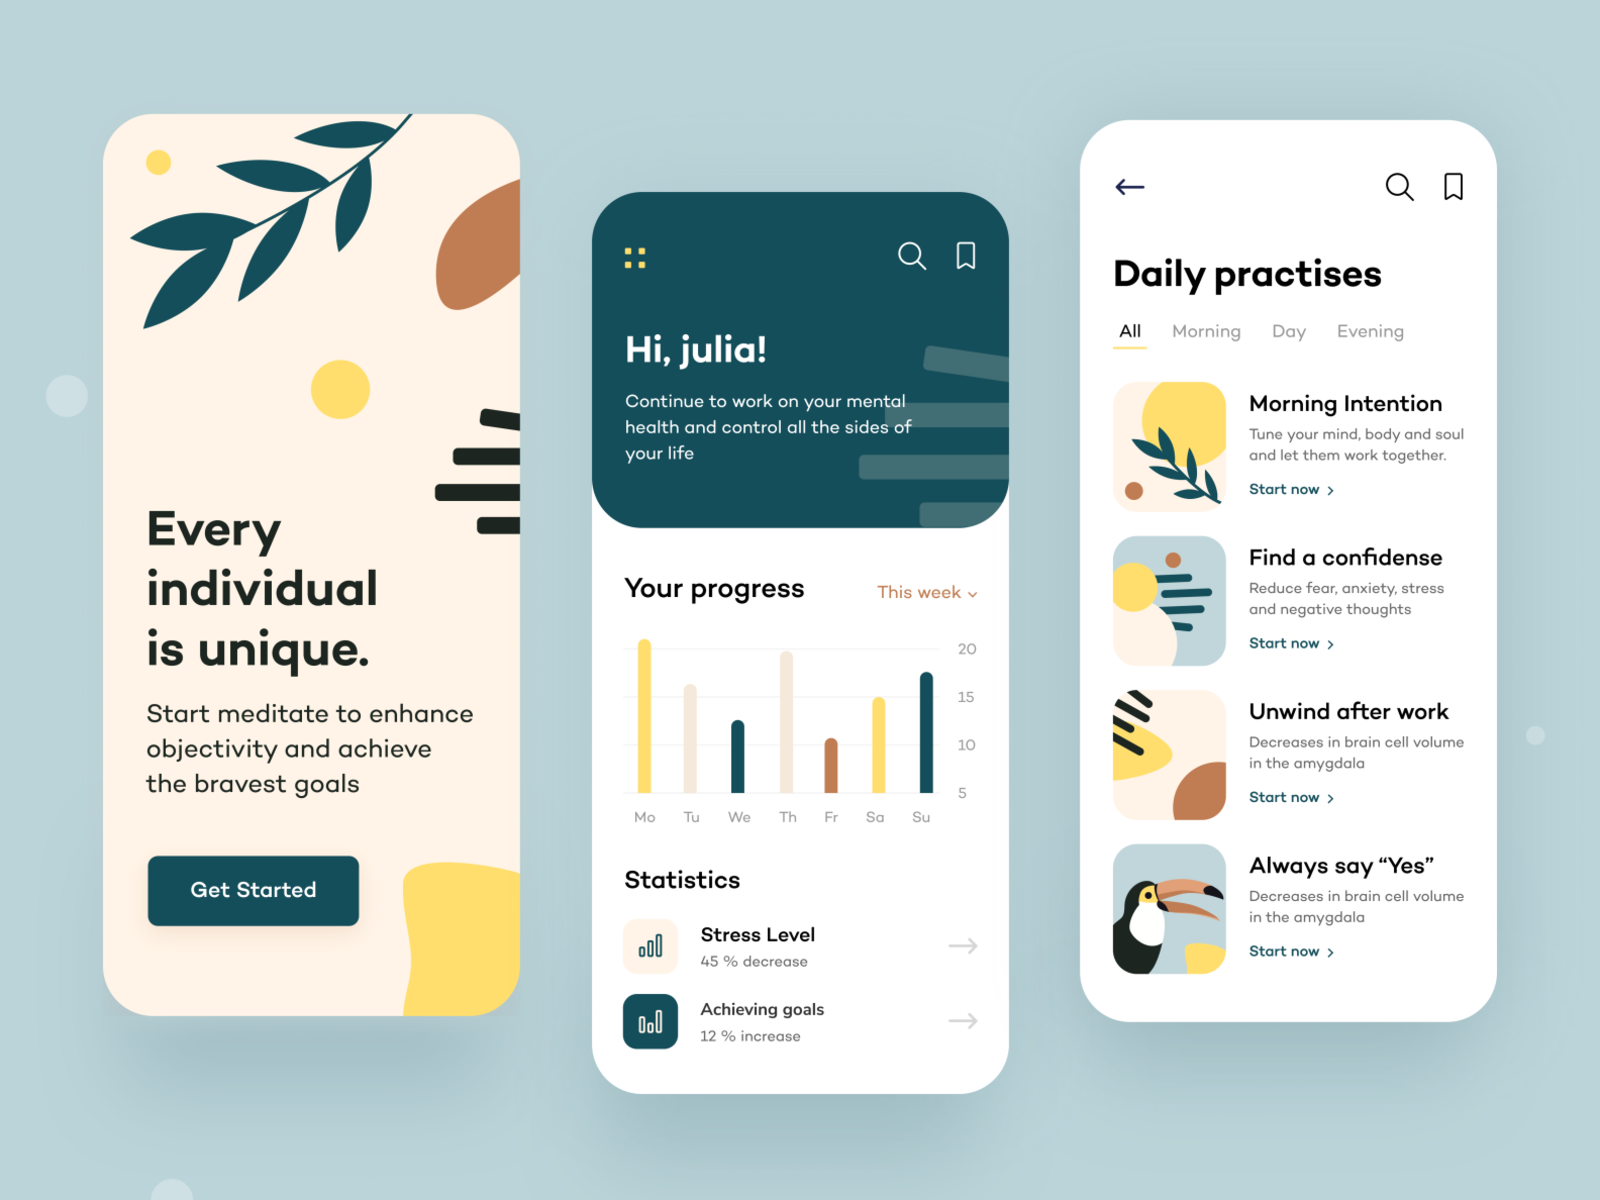 Every
individual
is unique.
Start meditate to enhance
objectivity and achieve
the bravest goals
Get Started
Hi, julia!
Continue to work on your mental
health and control all the sides of
your life
Your progress
This week
20
15
10
5
Mo Tu We Th Fr Sa Su
Statistics
Stress Level
45 % decrease
Achieving goals
12 % increase
Daily practises
All Morning Day Evening
Morning Intention
Tune your mind, body and soul
and let them work together.
Start now
Find a confidense
Reduce fear, anxiety, stress
and negative thoughts
Start now
Unwind after work
Decreases in brain cell volume
in the amygdala
Start now
Always say “Yes”
Decreases in brain cell volume
in the amygdala
Start now